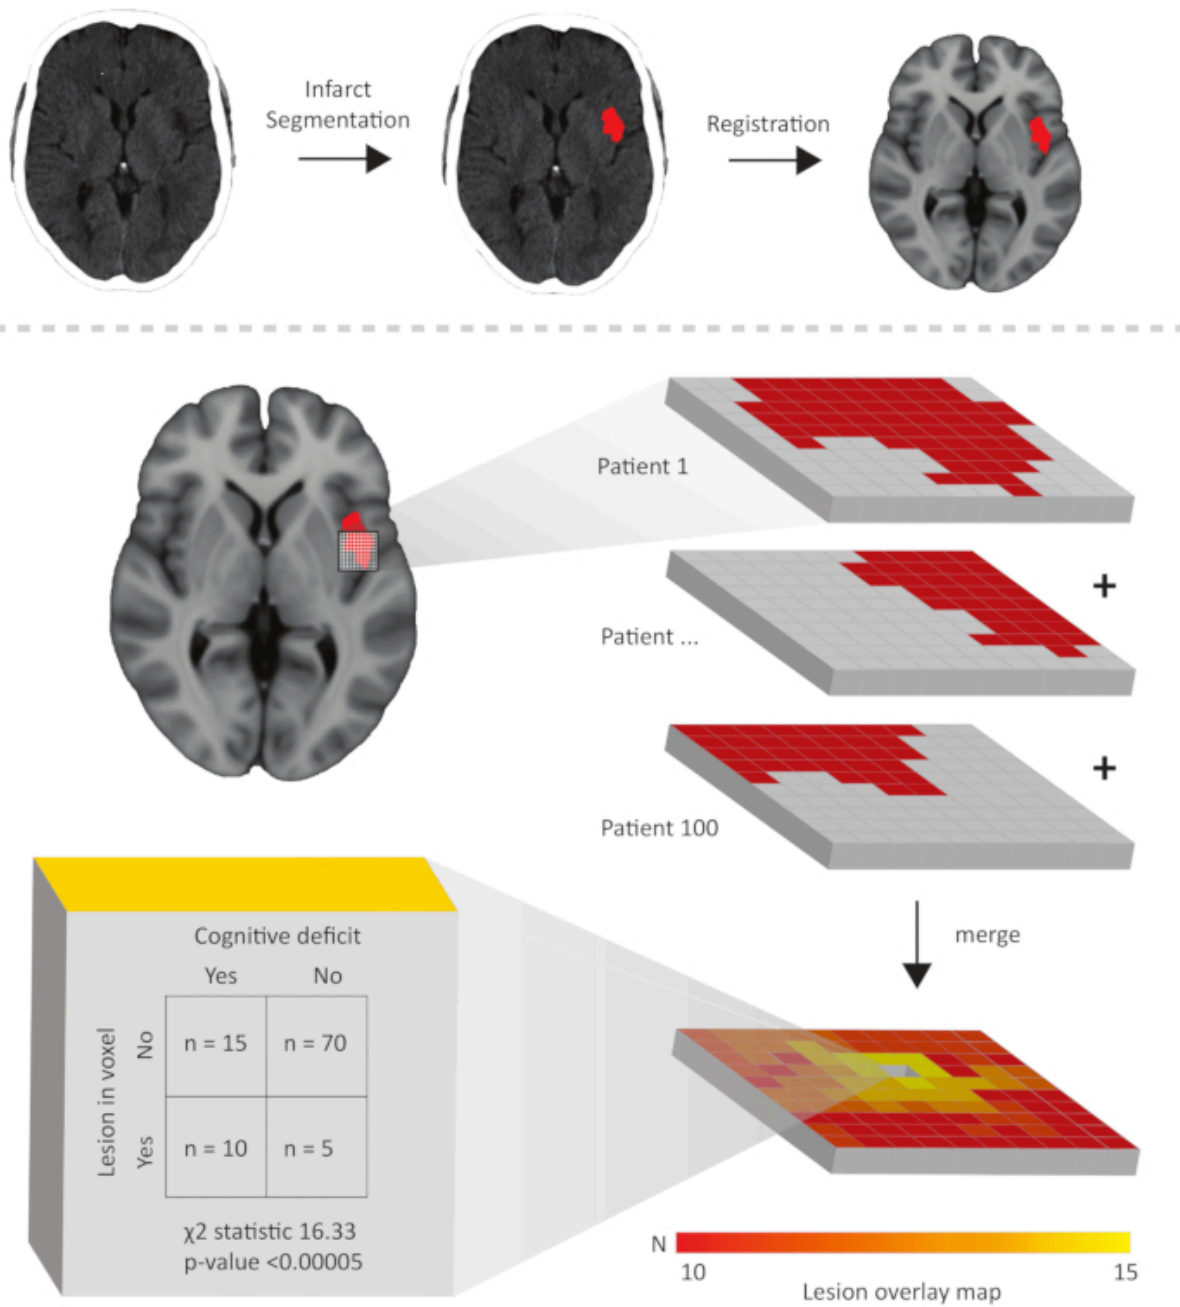 Infarct
Segmentation
Registration
Patient 1
+
Patient ...
+
Patient 100
merge
Cognitive deficit
Yes No
Lesion in voxel
No
n = 15 n = 70
Yes
n = 10 n = 5
χ2 statistic 16.33
p-value <0.00005
N
10 15
Lesion overlay map